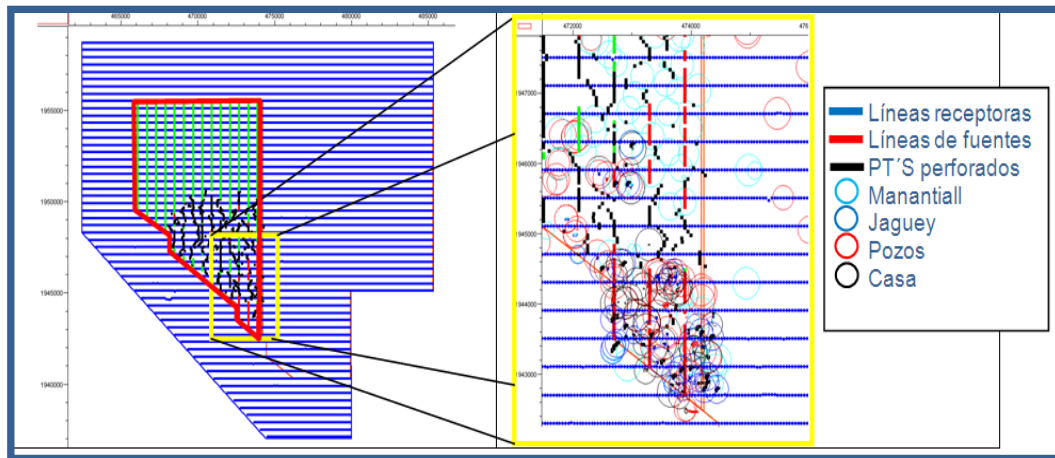 465000 470000 475000 480000 485000
1955000
1950000
1945000
1940000
472000 474000
1947000
1946000
1945000
1944000
1943000
Líneas receptoras
Líneas de fuentes
PT´S perforados
Manantiall
Jaguey
Pozos
Casa